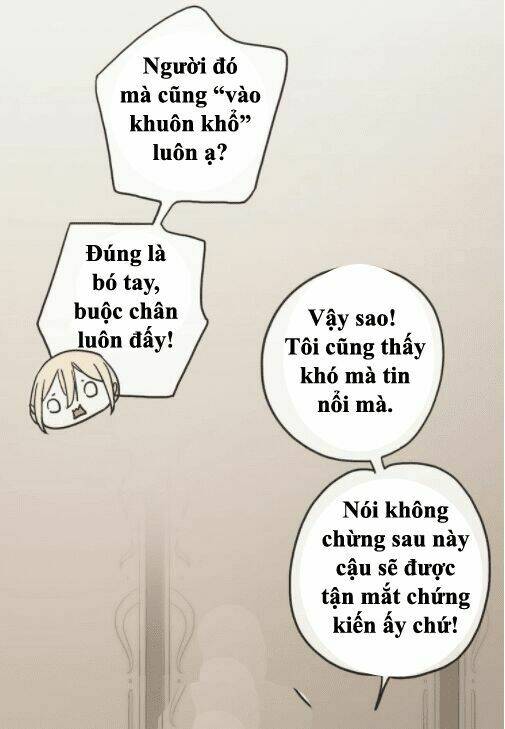 Người đó
mà cũng “vào
khuôn khổ”
luôn ạ?
Đúng là
bó tay,
buộc chân
luôn đấy!
Vậy sao!
Tôi cũng thấy
khó mà tin
nổi mà.
Nói không
chừng sau này
cậu sẽ được
tận mắt chứng
kiến ấy chứ!